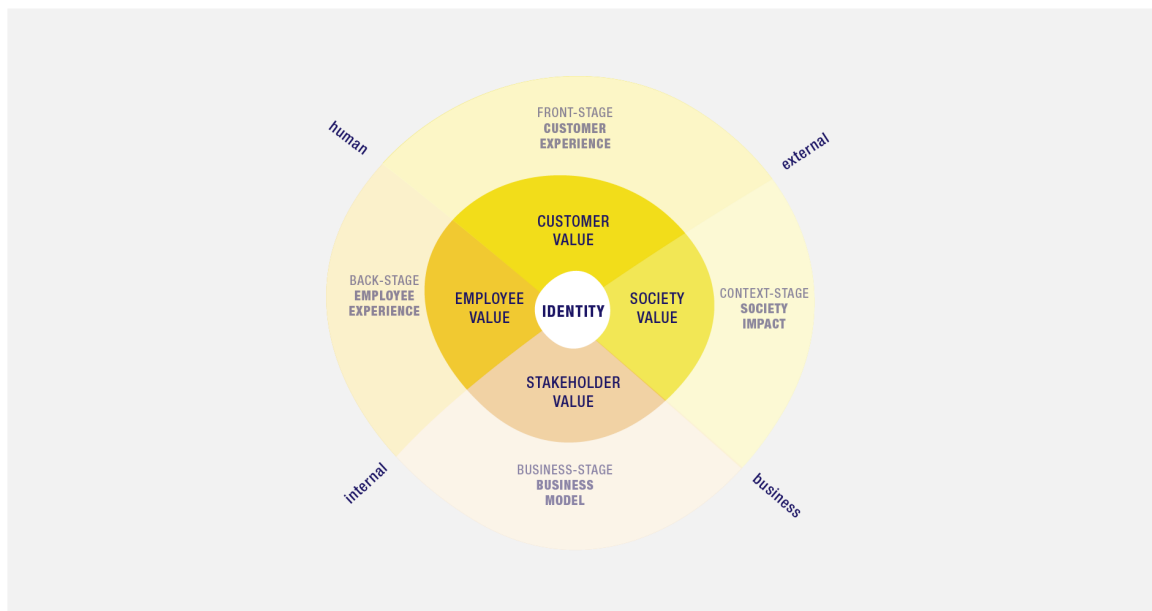 human
external
FRONT-STAGE
CUSTOMER
EXPERIENCE
CUSTOMER
VALUE
BACK-STAGE
EMPLOYEE
EXPERIENCE
EMPLOYEE
VALUE
IDENTITY
SOCIETY
VALUE
CONTEXT-STAGE
SOCIETY
IMPACT
STAKEHOLDER
VALUE
BUSINESS-STAGE
BUSINESS
MODEL
internal
business